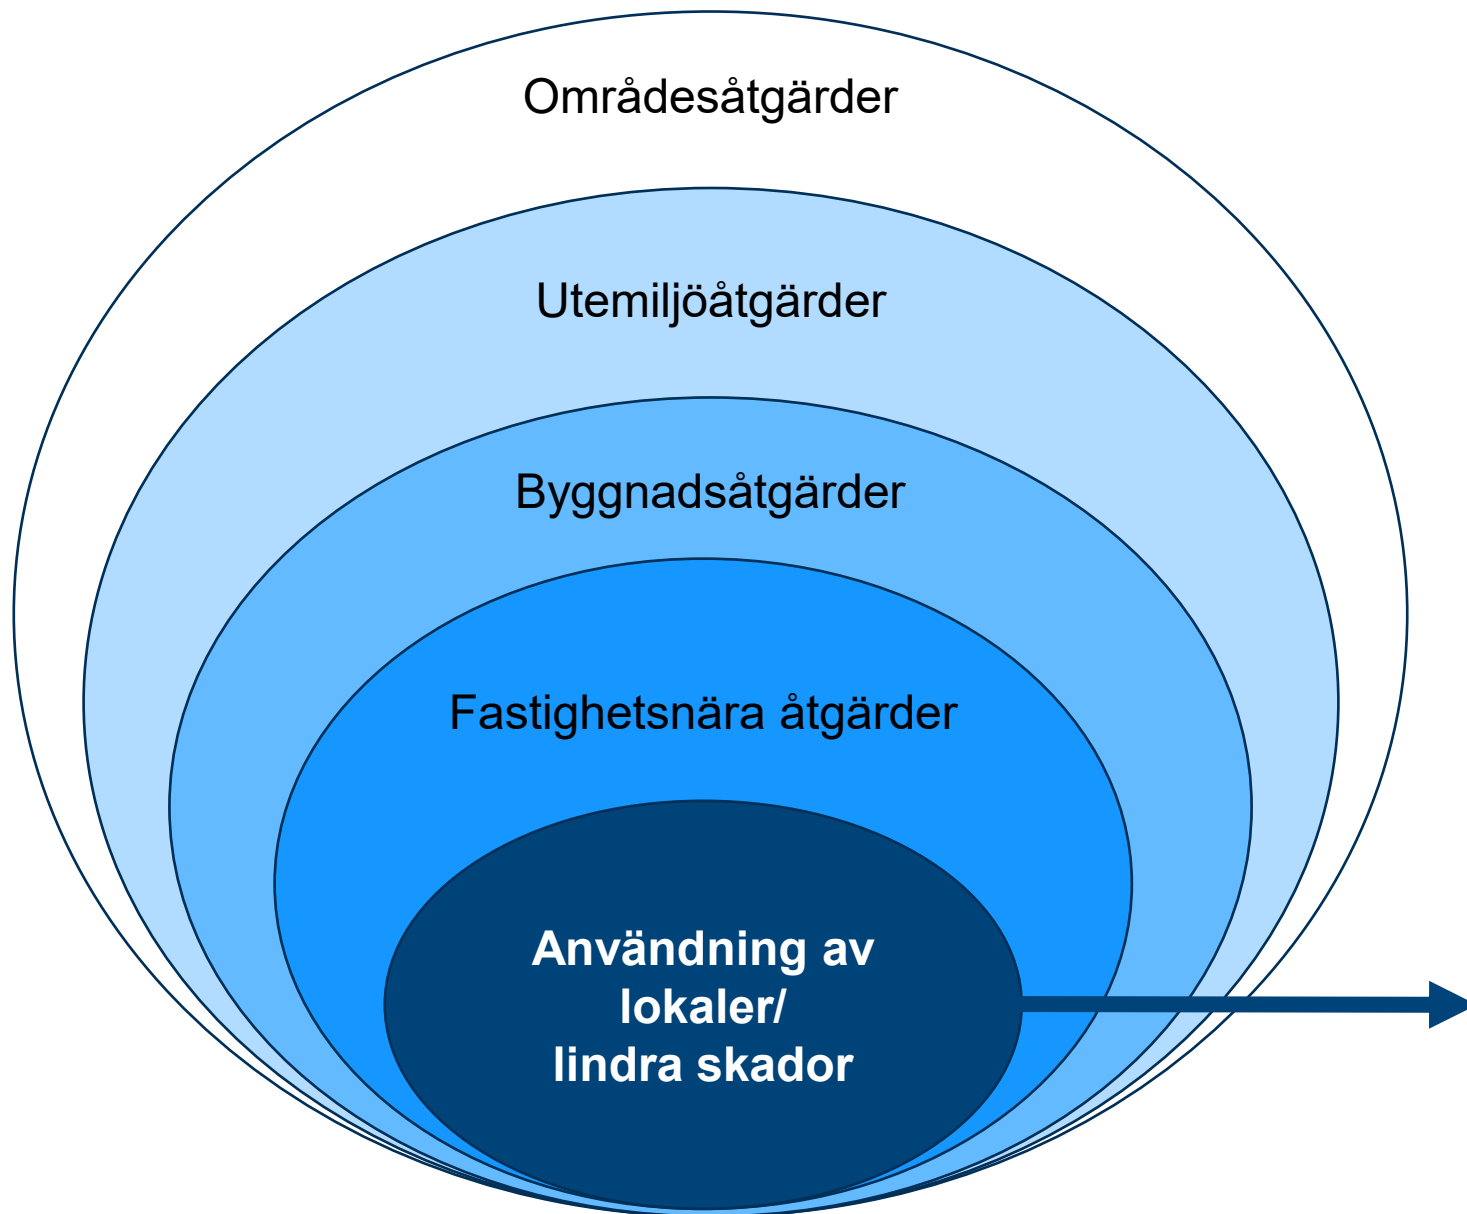 Områdesåtgärder
Utemiljöåtgärder
Byggnadsåtgärder
Fastighetsnära åtgärder
Användning av
lokaler/
lindra skador